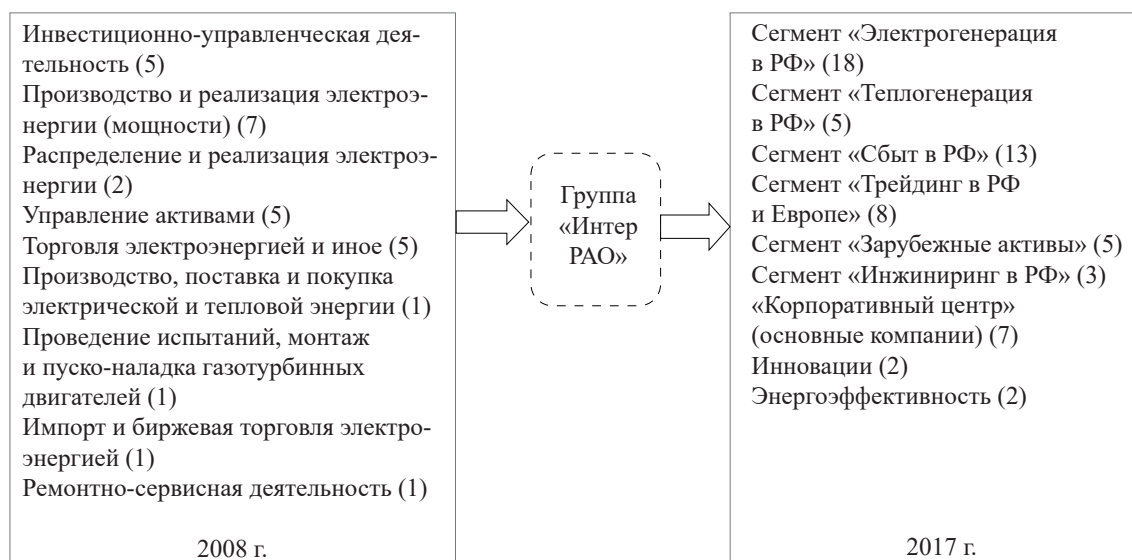 Инвестиционно-управленческая дея-
тельность (5)
Производство и реализация электроэ-
нергии (мощности) (7)
Распределение и реализация электроэ-
нергии (2)
Управление активами (5)
Торговля электроэнергией и иное (5)
Производство, поставка и покупка
электрической и тепловой энергии (1)
Проведение испытаний, монтаж
и пуско-наладка газотурбинных
двигателей (1)
Импорт и биржевая торговля электро-
энергией (1)
Ремонтно-сервисная деятельность (1)
2008 г.
Группа
«Интер
РАО»
Сегмент «Электрогенерация
в РФ» (18)
Сегмент «Теплогенерация
в РФ» (5)
Сегмент «Сбыт в РФ» (13)
Сегмент «Трейдинг в РФ
и Европе» (8)
Сегмент «Зарубежные активы» (5)
Сегмент «Инжиниринг в РФ» (3)
«Корпоративный центр»
(основные компании) (7)
Инновации (2)
Энергоэффективность (2)
2017 г.